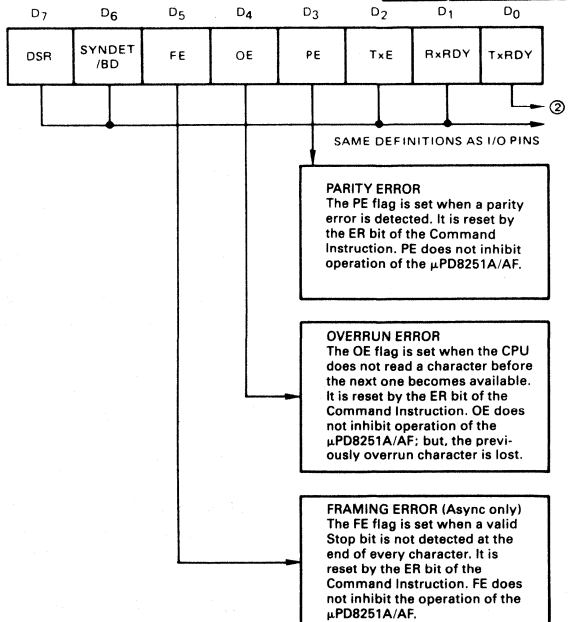 D7 D6 D5 D4 D3 D2 D1 D0
DSR SYNDET /BD FE OE PE TxE RxRDY TxRDY
②
SAME DEFINITIONS AS I/O PINS
PARITY ERROR
The PE flag is set when a parity
error is detected. It is reset by
the ER bit of the Command
Instruction. PE does not inhibit
operation of the µPD8251A/AF.
OVERRUN ERROR
The OE flag is set when the CPU
does not read a character before
the next one becomes available.
It is reset by the ER bit of the
Command Instruction. OE does
not inhibit operation of the
µPD8251A/AF; but, the previ-
ously overrun character is lost.
FRAMING ERROR (Async only)
The FE flag is set when a valid
Stop bit is not detected at the
end of every character. It is
reset by the ER bit of the
Command Instruction. FE does
not inhibit the operation of the
µPD8251A/AF.